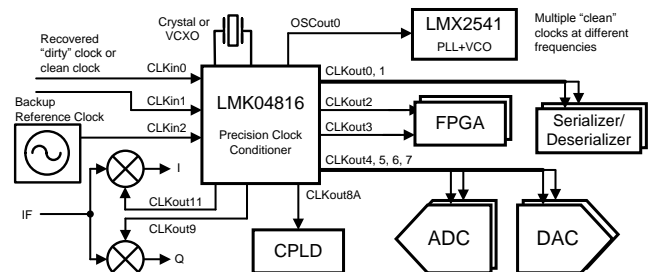 Recovered
"dirty" clock or
clean clock
Crystal or
VCXO
OSCout0
LMX2541
PLL+VCO
Multiple "clean"
clocks at different
frequencies
CLKin0
CLKin1
CLKin2
Backup
Reference Clock
LMK04816
Precision Clock
Conditioner
CLKout0, 1
CLKout2
CLKout3
FPGA
Serializer/
Deserializer
CLKout4, 5, 6, 7
I
CLKout11
CLKout8A
IF
CLKout9
Q
CPLD
ADC
DAC